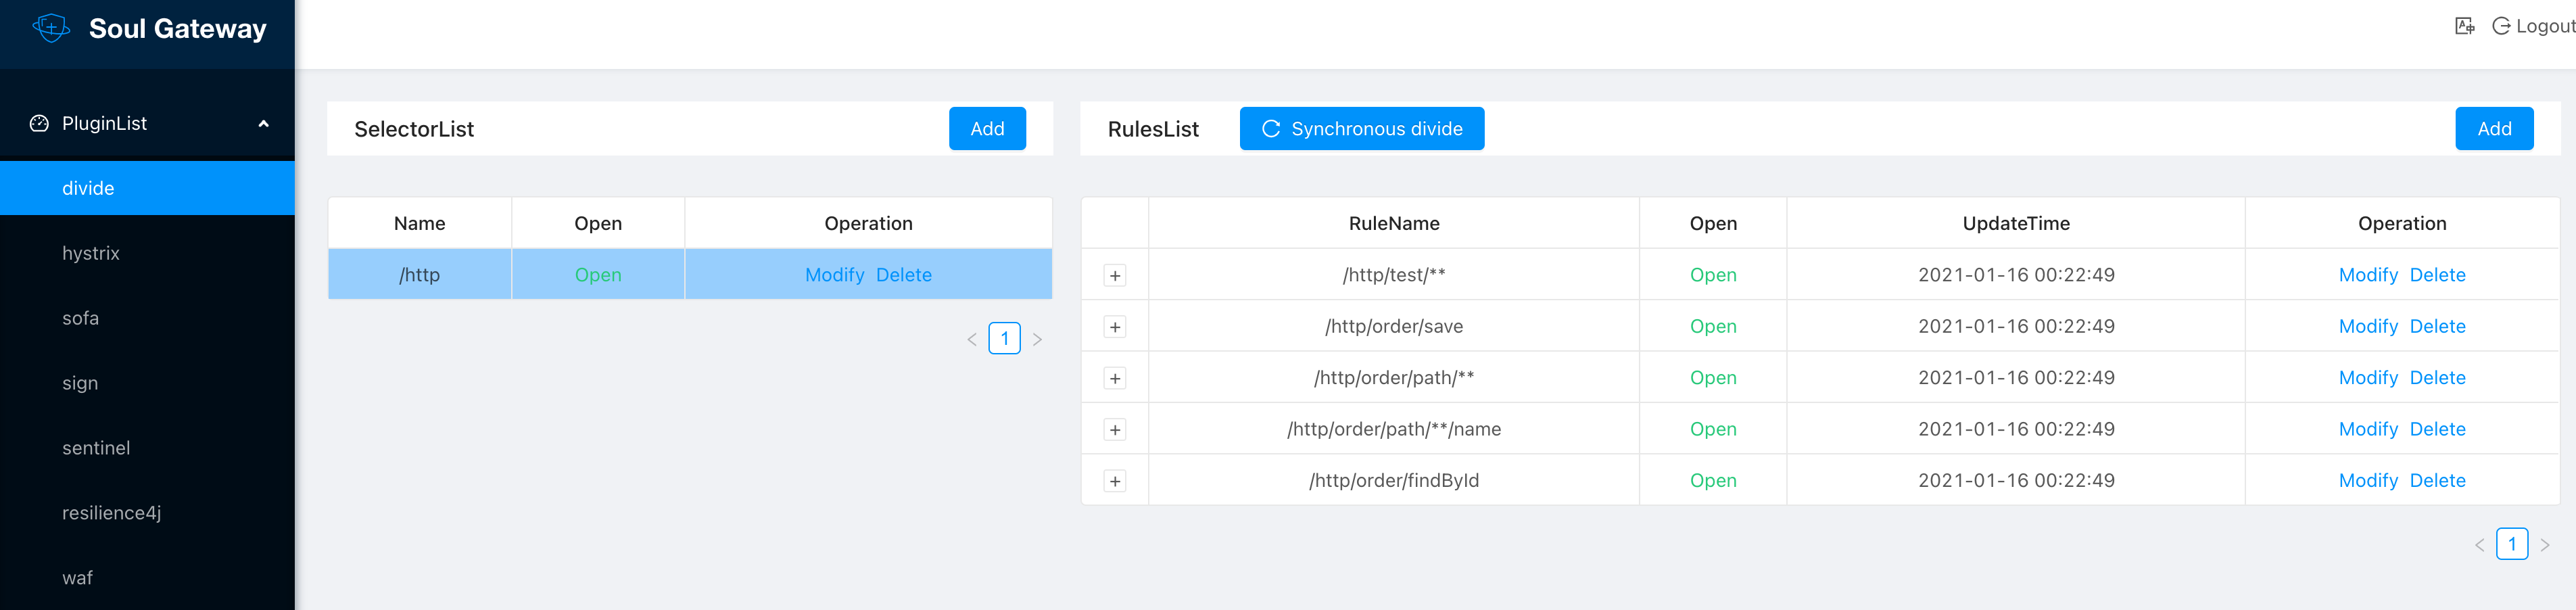 Soul Gateway
Logout
PluginList
divide
hystrix
sofa
sign
sentinel
resilience4j
waf
SelectorList
Add
Name Open Operation
/http Open Modify Delete
1
RulesList
Synchronous divide
Add
RuleName Open UpdateTime Operation
/http/test/** Open 2021-01-16 00:22:49 Modify Delete
/http/order/save Open 2021-01-16 00:22:49 Modify Delete
/http/order/path/** Open 2021-01-16 00:22:49 Modify Delete
/http/order/path/**/name Open 2021-01-16 00:22:49 Modify Delete
/http/order/findById Open 2021-01-16 00:22:49 Modify Delete
1